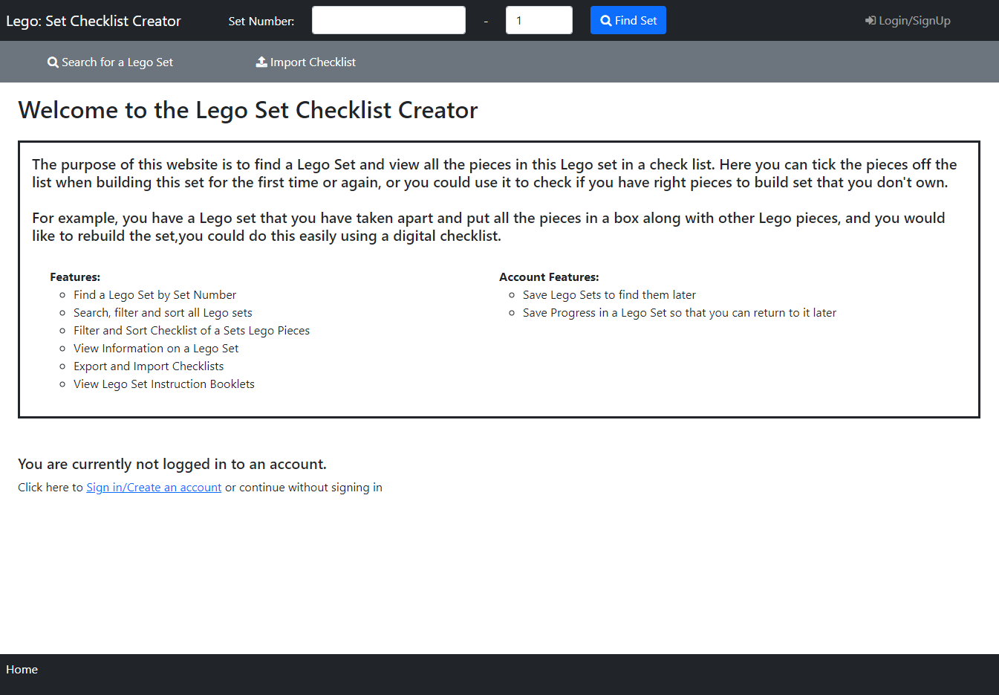 Lego: Set Checklist Creator Set Number: - 1 Find Set Login/SignUp
Search for a Lego Set Import Checklist
Welcome to the Lego Set Checklist Creator
The purpose of this website is to find a Lego Set and view all the pieces in this Lego set in a check list. Here you can tick the pieces off the
list when building this set for the first time or again, or you could use it to check if you have right pieces to build set that you don't own.
For example, you have a Lego set that you have taken apart and put all the pieces in a box along with other Lego pieces, and you would
like to rebuild the set,you could do this easily using a digital checklist.
Features:
Find a Lego Set by Set Number
Search, filter and sort all Lego sets
Filter and Sort Checklist of a Sets Lego Pieces
View Information on a Lego Set
Export and Import Checklists
View Lego Set Instruction Booklets
Account Features:
Save Lego Sets to find them later
Save Progress in a Lego Set so that you can return to it later
You are currently not logged in to an account.
Click here to Sign in/Create an account or continue without signing in
Home